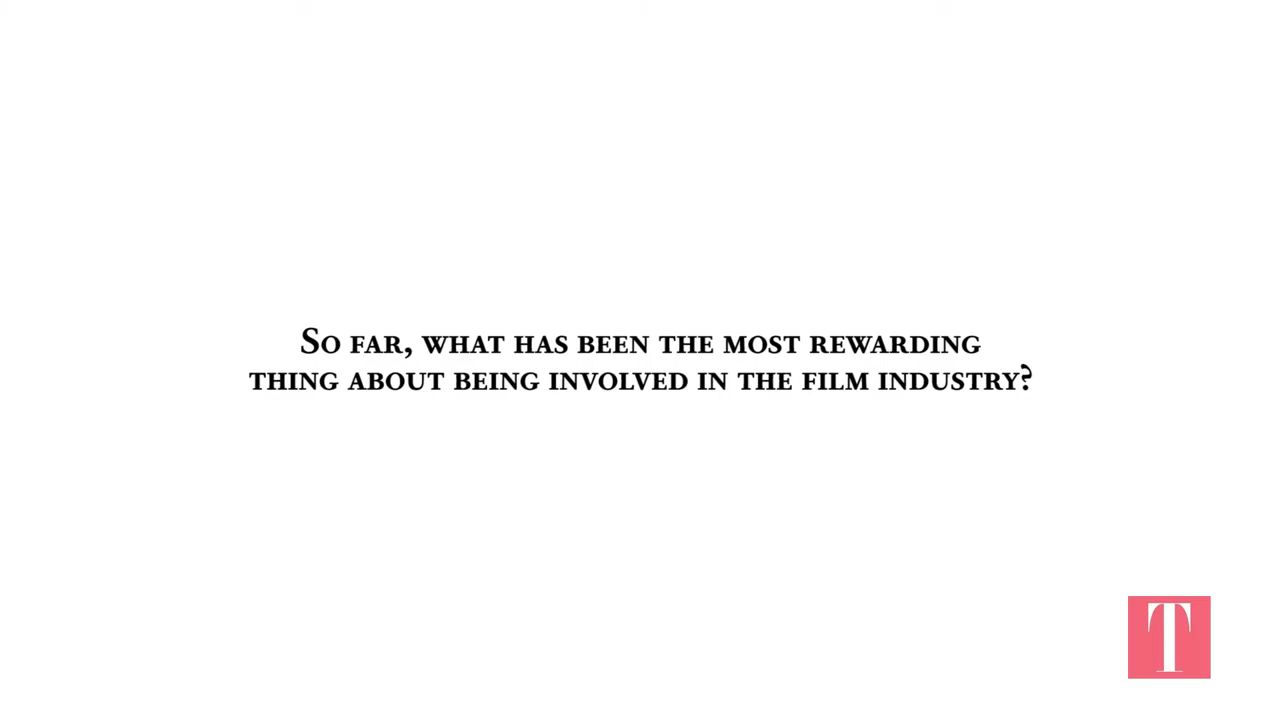 So far, what has been the most rewarding
thing about being involved in the film industry?
T